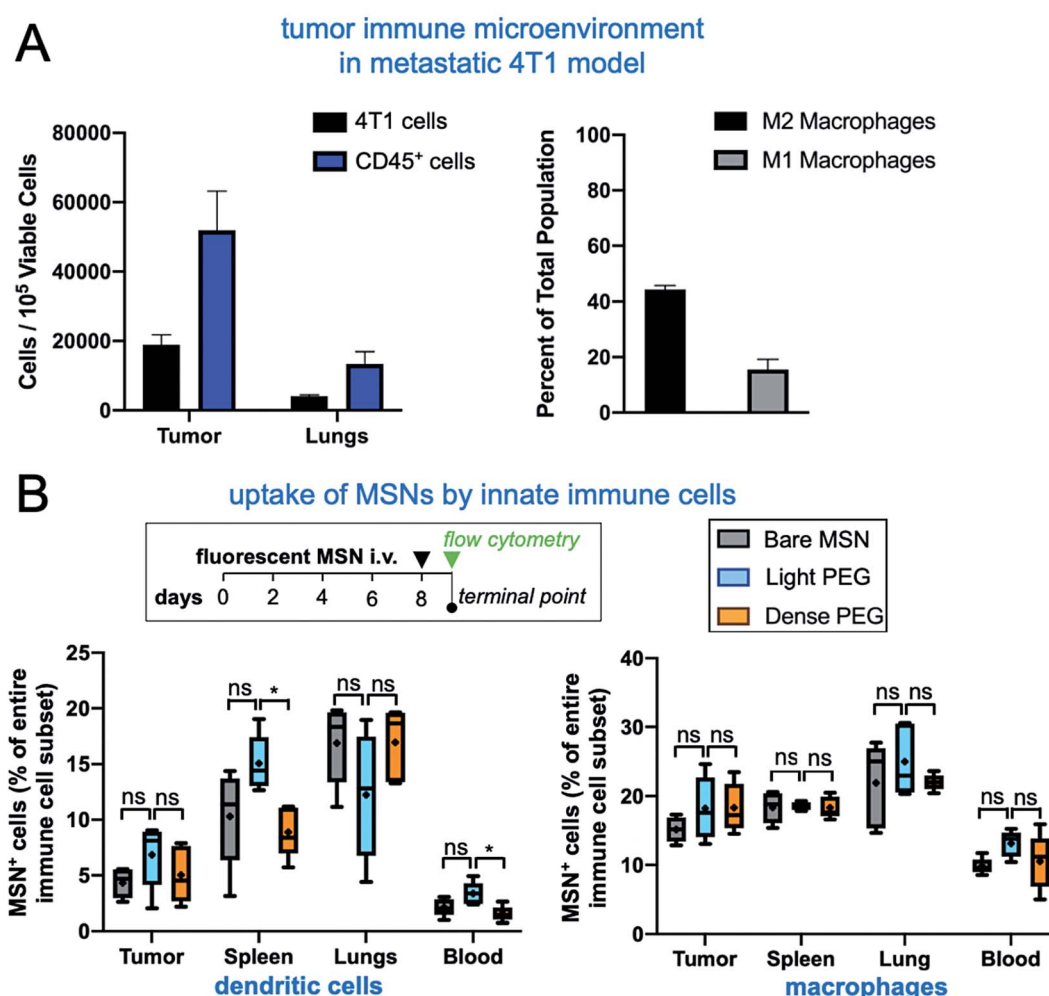 A
tumor immune microenvironment
in metastatic 4T1 model
80000
60000
40000
20000
0
Cells / 10⁵ Viable Cells
4T1 cells
CD45⁺ cells
Tumor
Lungs
100
80
60
40
20
0
Percent of Total Population
M2 Macrophages
M1 Macrophages
B
uptake of MSNs by innate immune cells
flow cytometry
fluorescent MSN i.v.
days 0 2 4 6 8 terminal point
Bare MSN
Light PEG
Dense PEG
MSN⁺ cells (% of entire
immune cell subset)
25
20
15
10
5
0
ns ns
ns *
ns ns
ns *
Tumor Spleen Lungs Blood
dendritic cells
MSN⁺ cells (% of entire
immune cell subset)
40
30
20
10
0
ns ns
ns ns
ns ns
ns ns
Tumor Spleen Lung Blood
macrophages